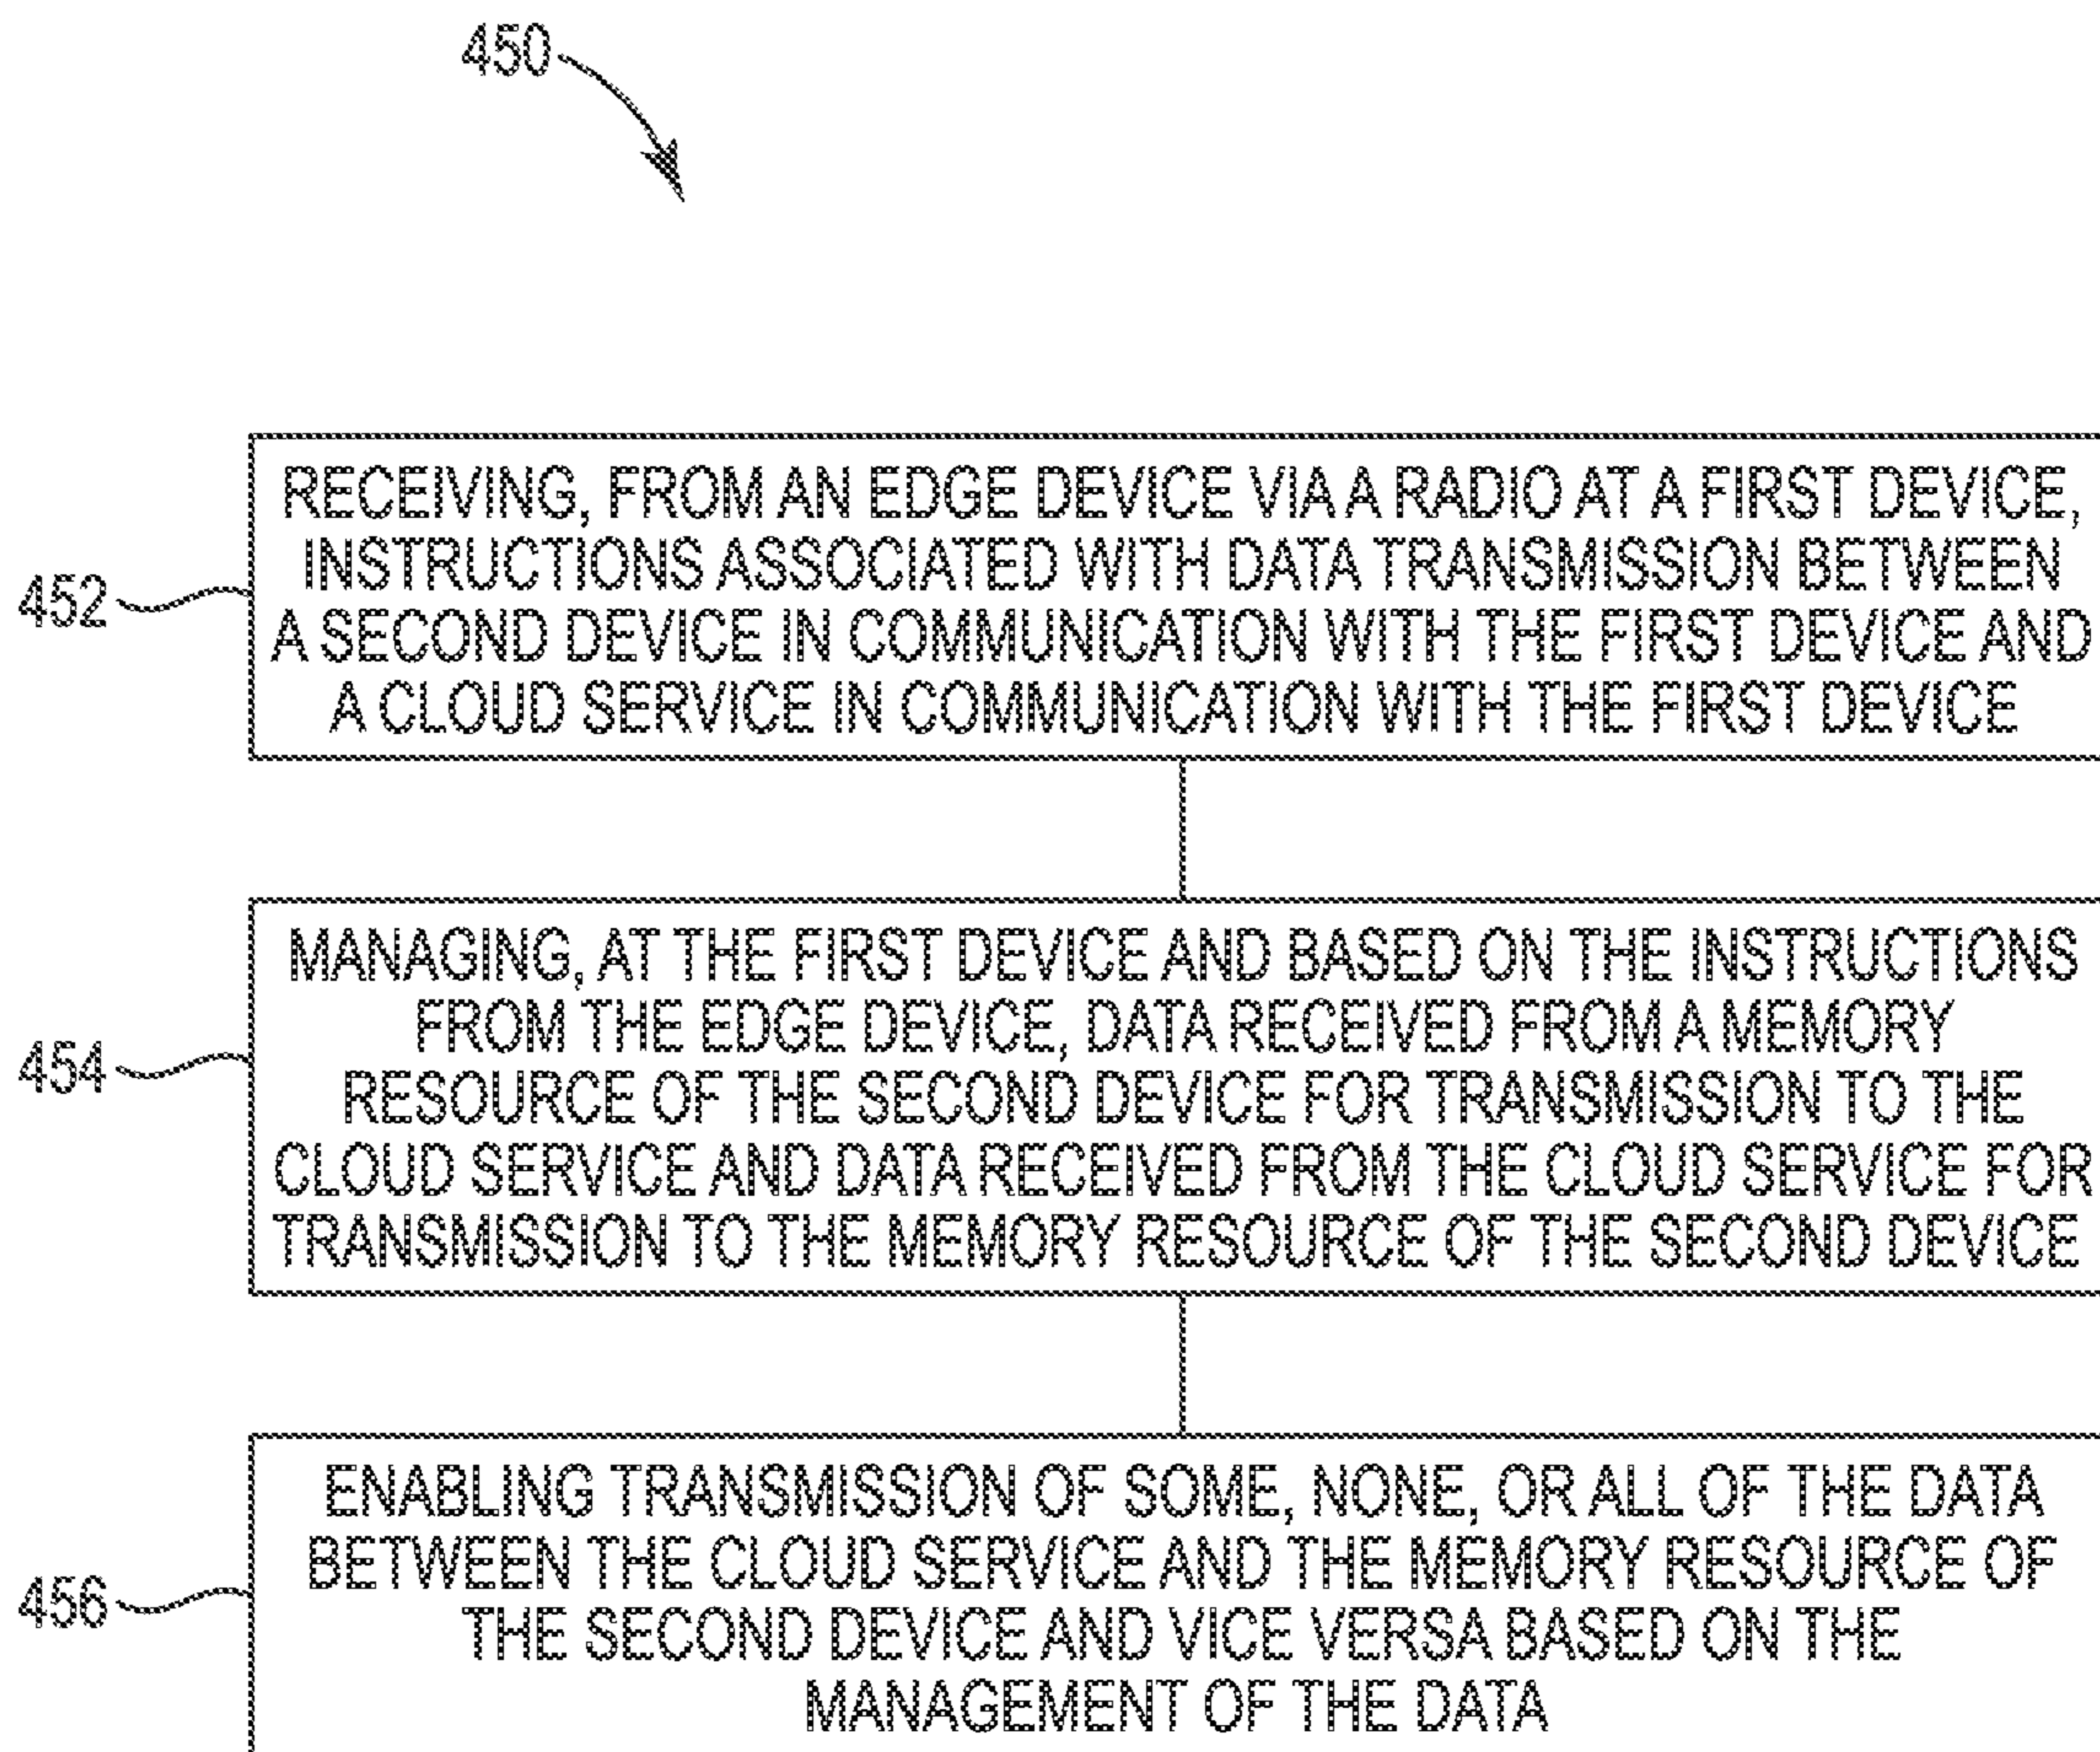 450
452
RECEIVING, FROM AN EDGE DEVICE VIA A RADIO AT A FIRST DEVICE,
INSTRUCTIONS ASSOCIATED WITH DATA TRANSMISSION BETWEEN
A SECOND DEVICE IN COMMUNICATION WITH THE FIRST DEVICE AND
A CLOUD SERVICE IN COMMUNICATION WITH THE FIRST DEVICE
454
MANAGING, AT THE FIRST DEVICE AND BASED ON THE INSTRUCTIONS
FROM THE EDGE DEVICE, DATA RECEIVED FROM A MEMORY
RESOURCE OF THE SECOND DEVICE FOR TRANSMISSION TO THE
CLOUD SERVICE AND DATA RECEIVED FROM THE CLOUD SERVICE FOR
TRANSMISSION TO THE MEMORY RESOURCE OF THE SECOND DEVICE
456
ENABLING TRANSMISSION OF SOME, NONE, OR ALL OF THE DATA
BETWEEN THE CLOUD SERVICE AND THE MEMORY RESOURCE OF
THE SECOND DEVICE AND VICE VERSA BASED ON THE
MANAGEMENT OF THE DATA